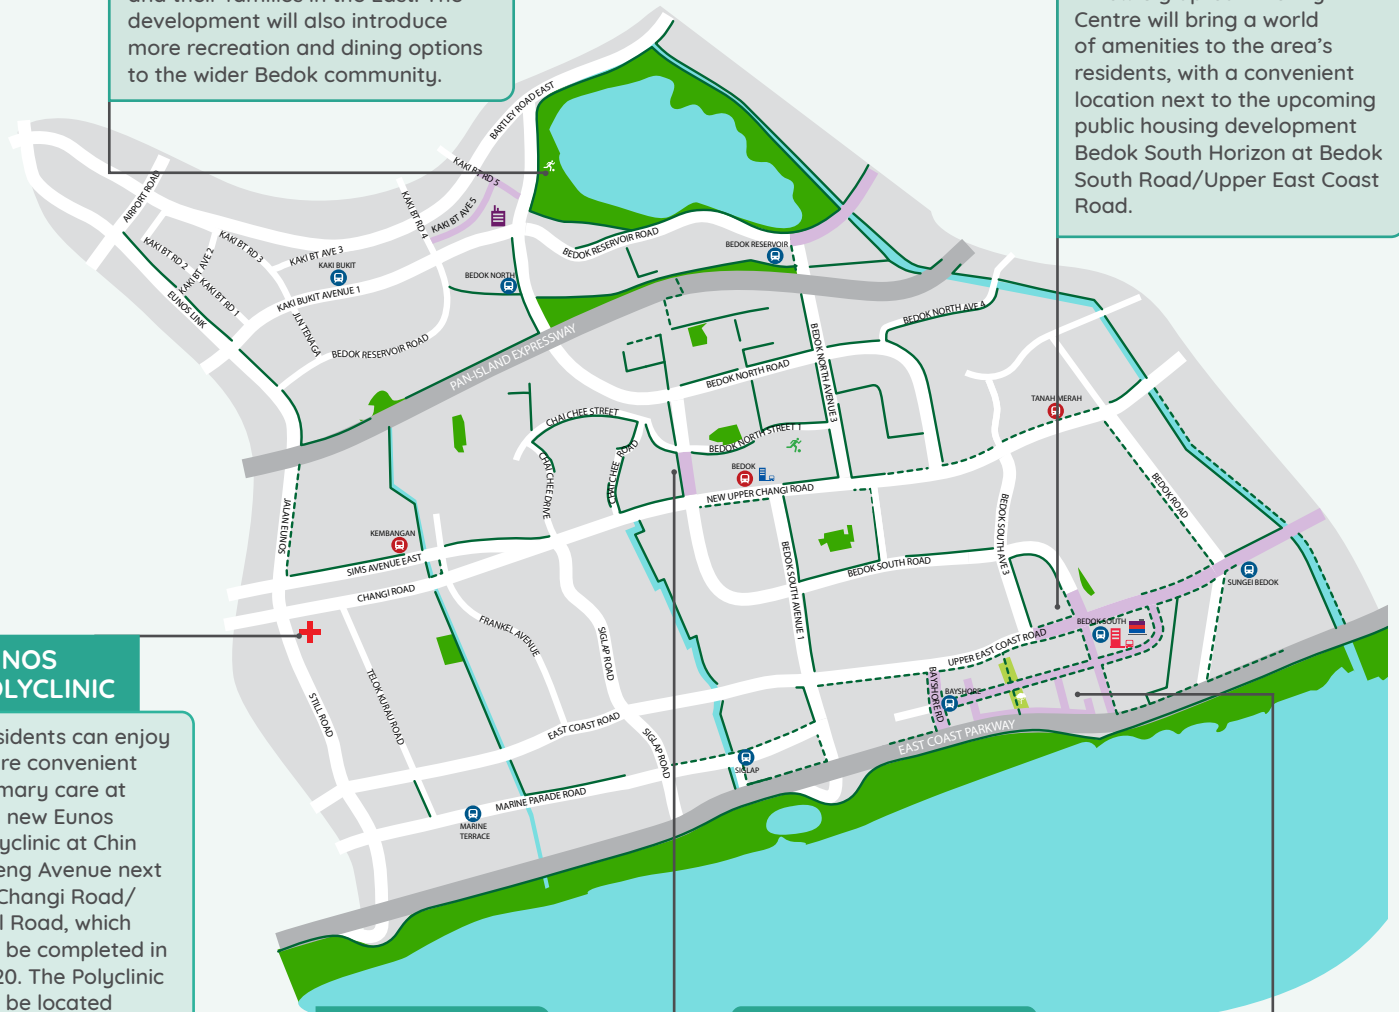 and their families in the East. The
development will also introduce
more recreation and dining options
to the wider Bedok community.
Centre will bring a world
of amenities to the area's
residents, with a convenient
location next to the upcoming
public housing development
Bedok South Horizon at Bedok
South Road/Upper East Coast
Road.
BARTLEY ROAD EAST
KAKI BT RD 5
AIRPORT ROAD
KAKI BT RD 4
KAKI BT AVE 5
KAKI BT RD 2
KAKI BT AVE 2
KAKI BT RD 3
KAKI BT AVE 3
KAKI BUKIT
KAKI BT RD 1
KAKI BUKIT AVENUE 1
EUNOS LINK
JLN TENAGA
BEDOK RESERVOIR ROAD
BEDOK NORTH
BEDOK RESERVOIR ROAD
BEDOK RESERVOIR
PAN-ISLAND EXPRESSWAY
BEDOK NORTH AVE 4
BEDOK NORTH AVENUE 3
BEDOK NORTH ROAD
TANAH MERAH
CHAI CHEE STREET
BEDOK NORTH STREET 1
CHAI CHEE ROAD
CHAI CHEE DRIVE
BEDOK
NEW UPPER CHANGI ROAD
BEDOK ROAD
JALAN EUNOS
KEMBANGAN
SIMS AVENUE EAST
CHANGI ROAD
BEDOK SOUTH AVE 3
BEDOK SOUTH AVENUE 1
BEDOK SOUTH ROAD
SUNGEI BEDOK
FRANKEL AVENUE
SIGLAP ROAD
BEDOK SOUTH
UPPER EAST COAST ROAD
BAYSHORE RD
BAYSHORE
EAST COAST PARKWAY
TELOK KURAU ROAD
STILL ROAD
EAST COAST ROAD
SIGLAP ROAD
SIGLAP
MARINE PARADE ROAD
MARINE
TERRACE
NOS
LYCLINIC
sidents can enjoy
re convenient
mary care at
new Eunos
yclinic at Chin
eng Avenue next
Changi Road/
l Road, which
be completed in
20. The Polyclinic
be located